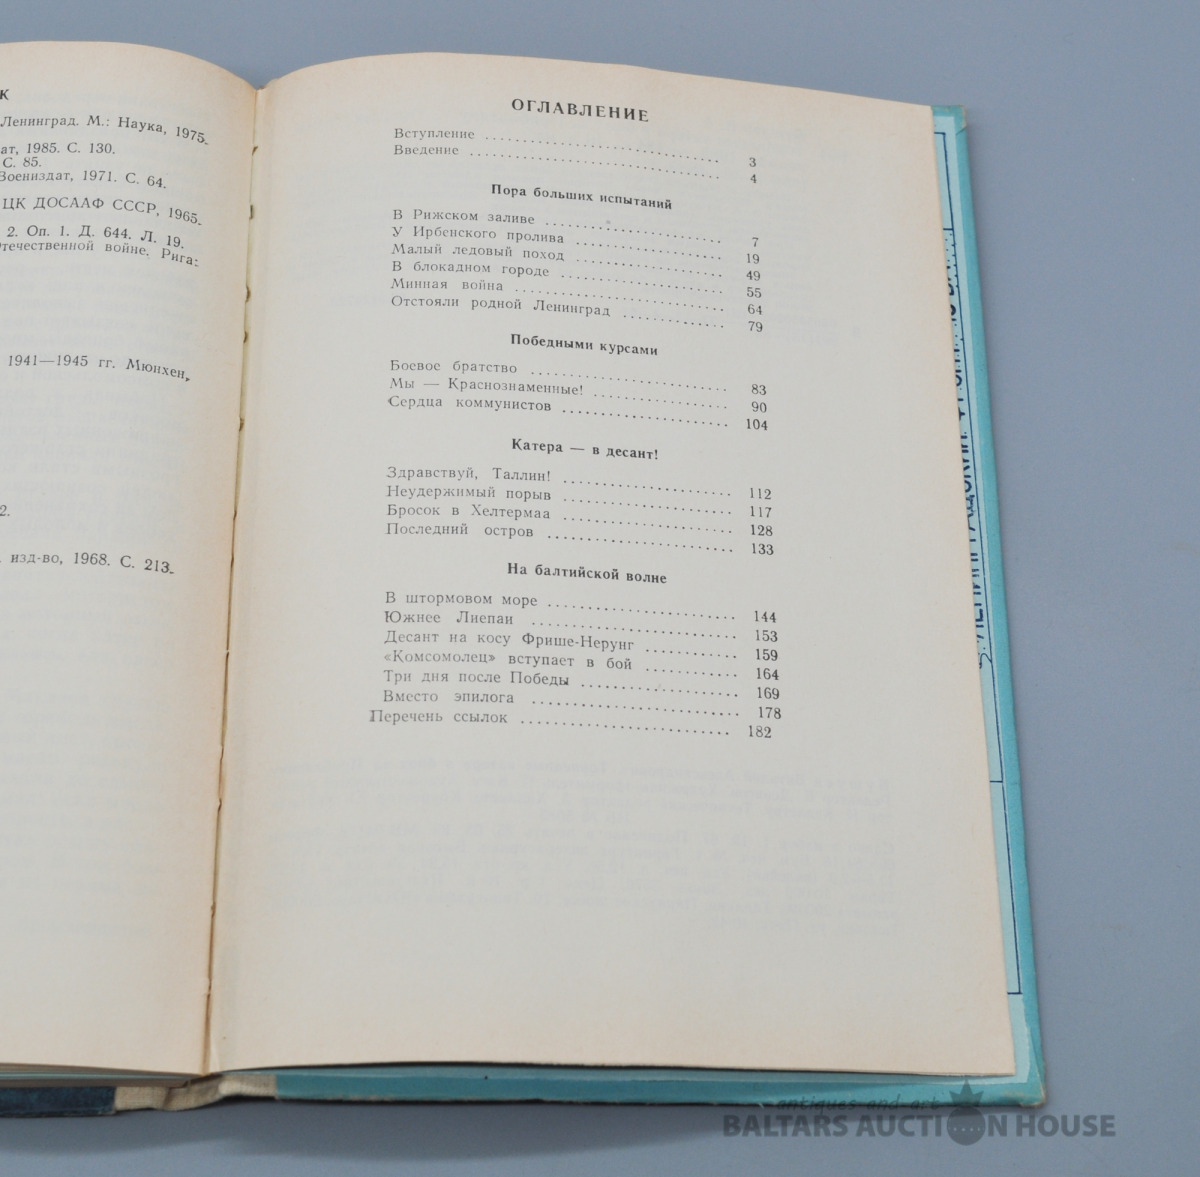 К
Ленинград. М.: Наука, 1975.
ат, 1985. С. 130.
С. 85.
Воениздат, 1971. С. 64.
ЦК ДОСААФ СССР, 1965.
2. Оп. 1. Д. 644. Л. 19.
течественной войне. Рига:
1941—1945 гг. Мюнхен,
2.
изд-во, 1968. С. 213.
ОГЛАВЛЕНИЕ
Вступление .......................... 3
Введение .......................... 4
Пора больших испытаний
В Рижском заливе .......................... 7
У Ирбенского пролива .......................... 19
Малый ледовый поход .......................... 49
В блокадном городе .......................... 55
Минная война .......................... 64
Отстояли родной Ленинград .......................... 79
Победными курсами
Боевое братство .......................... 83
Мы — Краснознаменные! .......................... 90
Сердца коммунистов .......................... 104
Катера — в десант!
Здравствуй, Таллин! .......................... 112
Неудержимый порыв .......................... 117
Бросок в Хелтермаа .......................... 128
Последний остров .......................... 133
На балтийской волне
В штормовом море .......................... 144
Южнее Лиепаи .......................... 153
Десант на косу Фрише-Нерунг .......................... 159
«Комсомолец» вступает в бой .......................... 164
Три дня после Победы .......................... 169
Вместо эпилога .......................... 178
Перечень ссылок .......................... 182
antiques-and-art
BALTARS AUCTION HOUSE